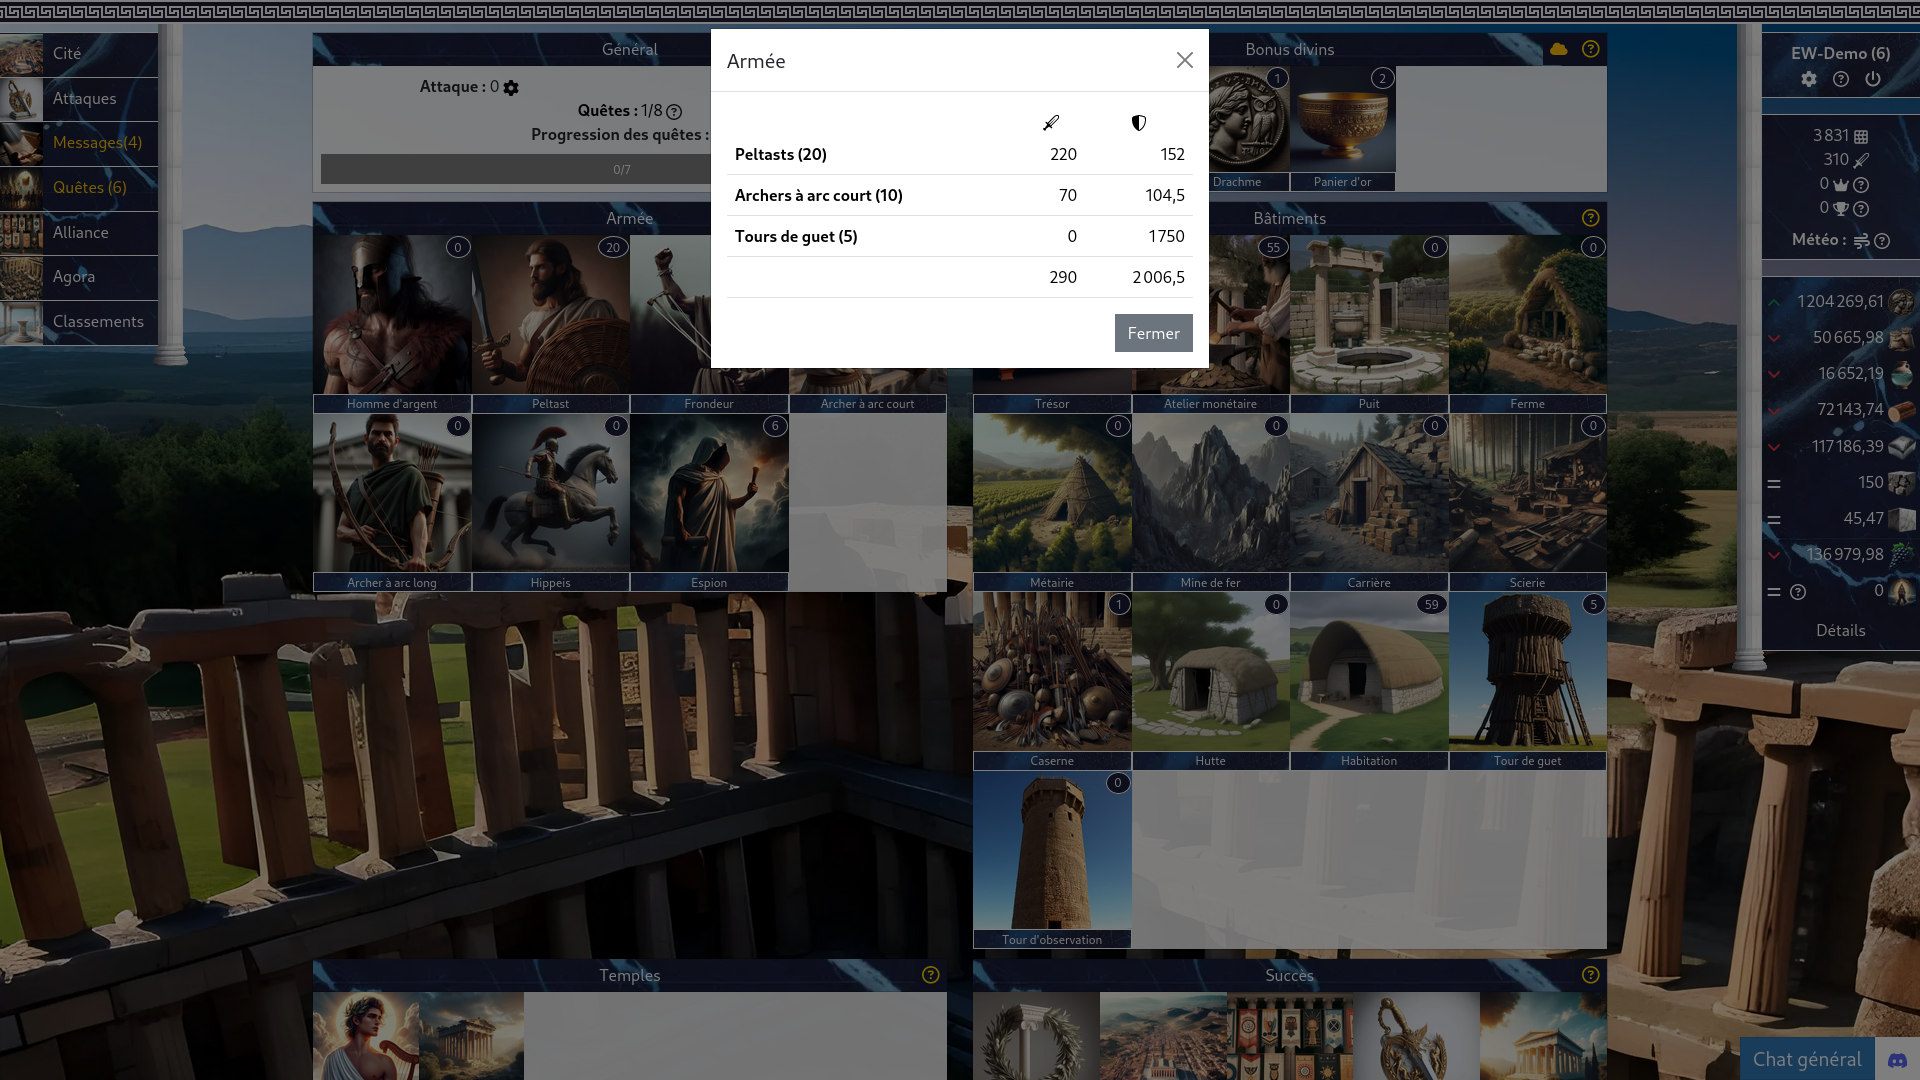 Cité
Attaques
Messages(4)
Quêtes (6)
Alliance
Agora
Classements
Général
Attaque : 0
Quêtes : 1/8
Progression des quêtes :
0/7
Armée
Peltasts (20) 220 152
Archers à arc court (10) 70 104,5
Tours de guet (5) 0 1 750
290 2 006,5
Fermer
Bonus divins
1
2
Drachme
Panier d'or
Armée
0
20
Homme d'argent
Peltast
Frondeur
Archer à arc court
0
0
6
Archer à arc long
Hippeis
Espion
Bâtiments
55
0
0
Trésor
Atelier monétaire
Puit
Ferme
0
0
0
0
Métairie
Mine de fer
Carrière
Scierie
1
0
59
5
Caserne
Hutte
Habitation
Tour de guet
0
Tour d'observation
Temples
Succès
EW-Demo (6)
3 831
310
0
0
Météo :
1 204 269,61
50 665,98
16 652,19
72 143,74
117 186,39
150
45,47
136 979,98
0
Détails
Chat général